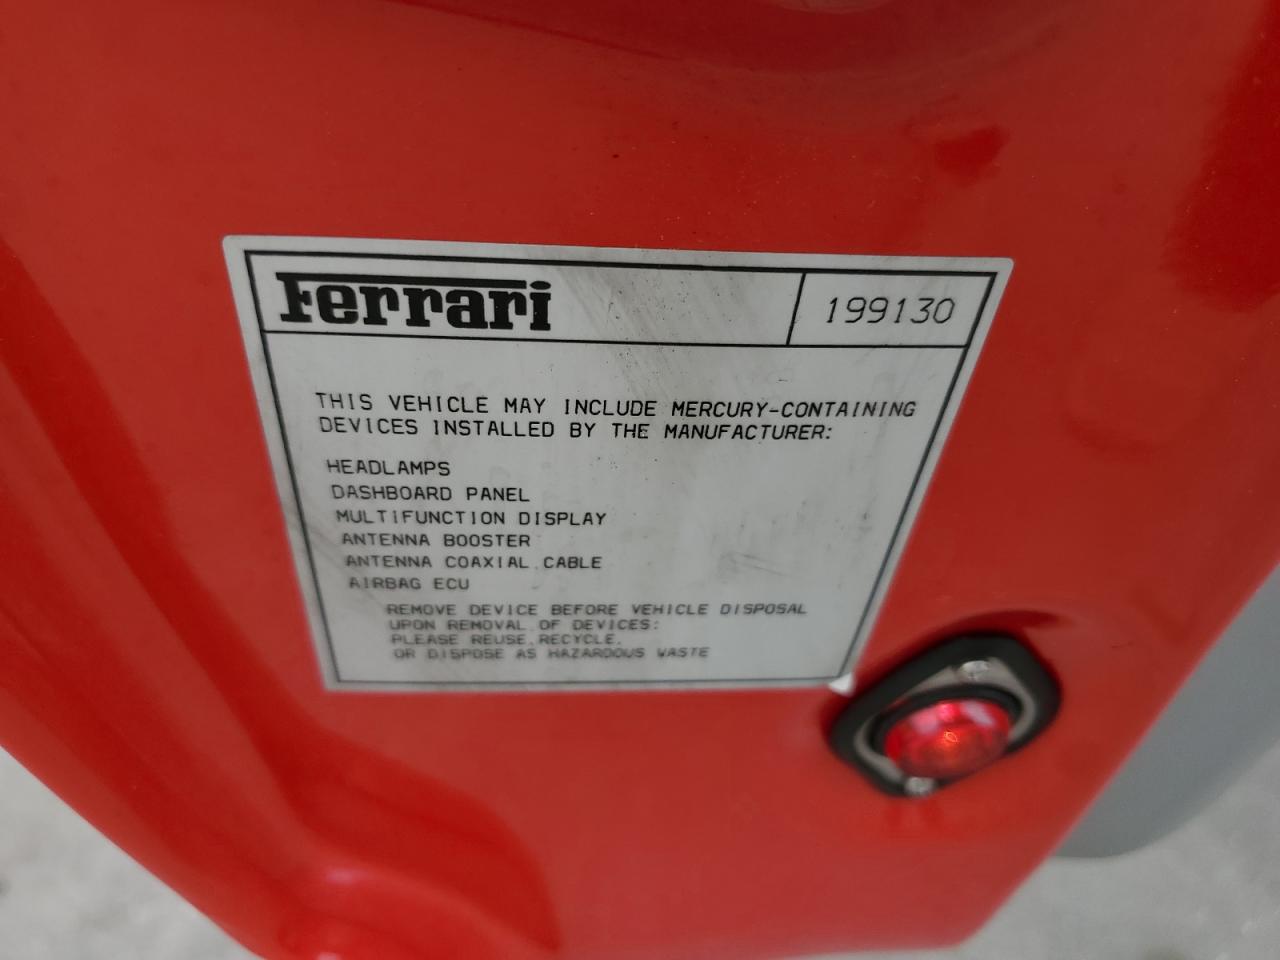 Ferrari 199130
THIS VEHICLE MAY INCLUDE MERCURY-CONTAINING
DEVICES INSTALLED BY THE MANUFACTURER:
HEADLAMPS
DASHBOARD PANEL
MULTIFUNCTION DISPLAY
ANTENNA BOOSTER
ANTENNA COAXIAL CABLE
AIRBAG ECU
REMOVE DEVICE BEFORE VEHICLE DISPOSAL
UPON REMOVAL OF DEVICES:
PLEASE REUSE, RECYCLE,
OR DISPOSE AS HAZARDOUS WASTE